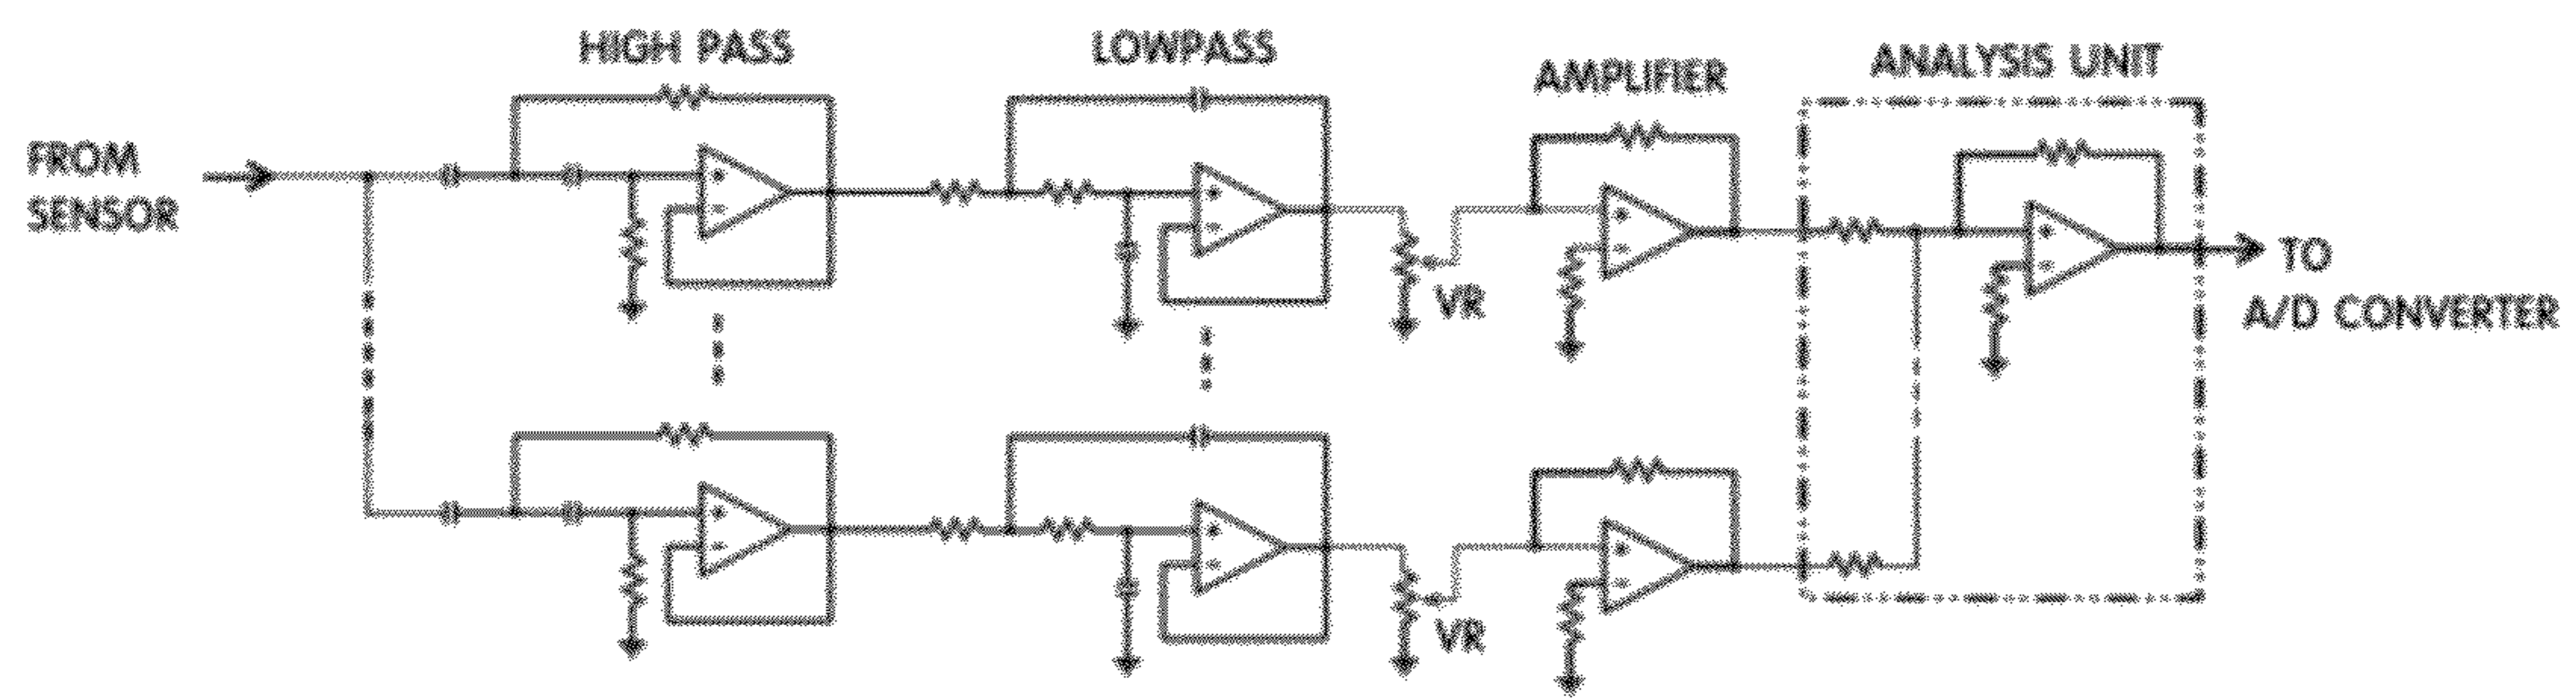 HIGH PASS
LOWPASS
AMPLIFIER
ANALYSIS UNIT
FROM
SENSOR
+
-
+
-
VR
+
-
+
-
TO
A/D CONVERTER
+
-
+
-
VR
+
-